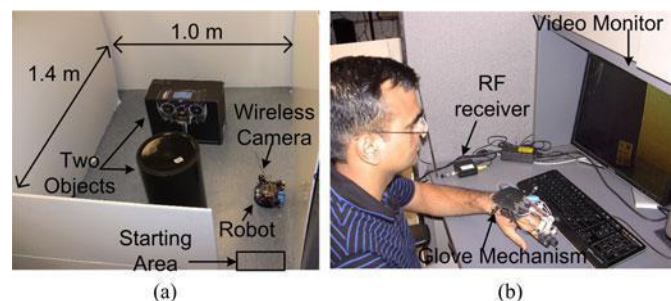 1.0 m
1.4 m
Wireless
Camera
Two
Objects
Robot
Starting
Area
(a)
Video Monitor
RF
receiver
Glove Mechanism
(b)